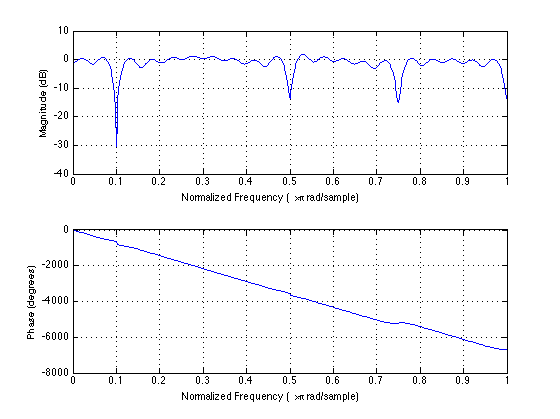 10
0
-10
-20
-30
-40
Magnitude (dB)
0 0.1 0.2 0.3 0.4 0.5 0.6 0.7 0.8 0.9 1
Normalized Frequency (×π rad/sample)
0
-2000
-4000
-6000
-8000
Phase (degrees)
0 0.1 0.2 0.3 0.4 0.5 0.6 0.7 0.8 0.9 1
Normalized Frequency (×π rad/sample)